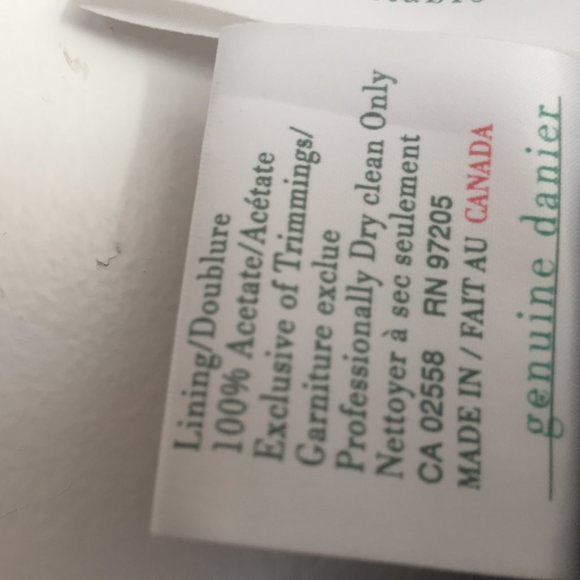 Lining/Doublure
100% Acetate/Acétate
Exclusive of Trimmings/
Garniture exclue
Professionally Dry clean Only
Nettoyer à sec seulement
CA 02558 RN 97205
MADE IN / FAIT AU CANADA
genuine danier